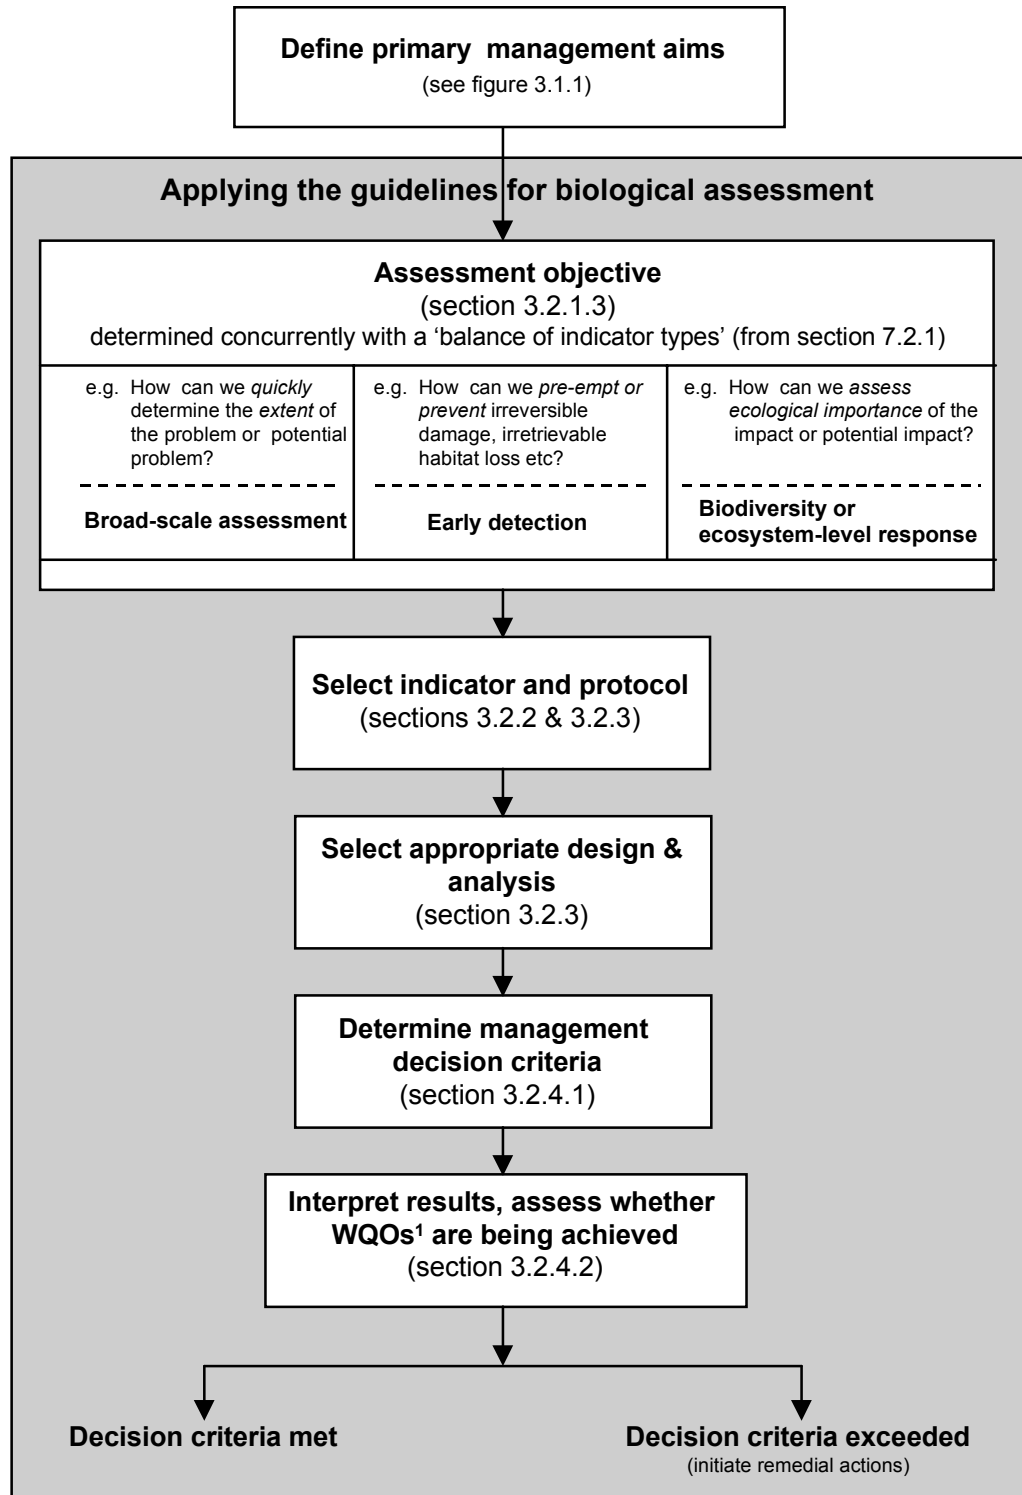 Define primary management aims
(see figure 3.1.1)
Applying the guidelines for biological assessment
Assessment objective
(section 3.2.1.3)
determined concurrently with a ‘balance of indicator types’ (from section 7.2.1)
e.g. How can we quickly
determine the extent of
the problem or potential
problem?
Broad-scale assessment
e.g. How can we pre-empt or
prevent irreversible
damage, irretrievable
habitat loss etc?
Early detection
e.g. How can we assess
ecological importance of the
impact or potential impact?
Biodiversity or
ecosystem-level response
Select indicator and protocol
(sections 3.2.2 & 3.2.3)
Select appropriate design &
analysis
(section 3.2.3)
Determine management
decision criteria
(section 3.2.4.1)
Interpret results, assess whether
WQOs¹ are being achieved
(section 3.2.4.2)
Decision criteria met
Decision criteria exceeded
(initiate remedial actions)